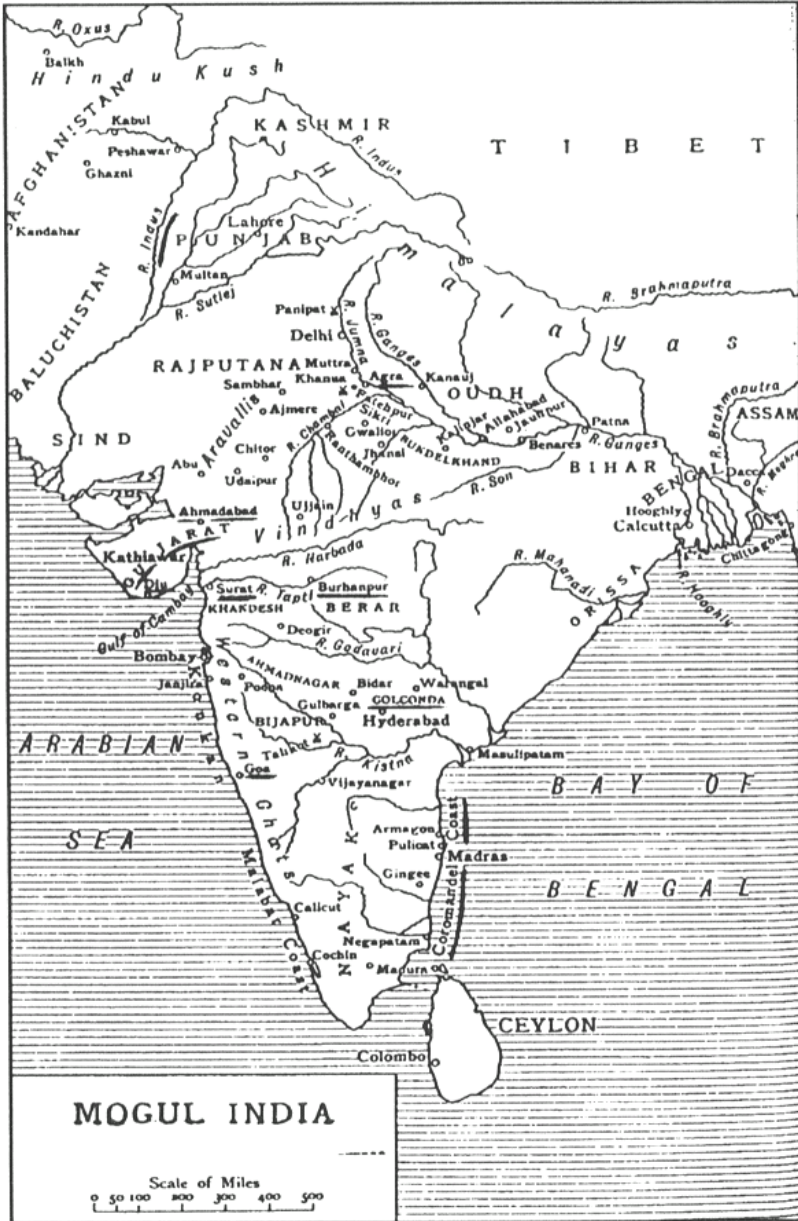 R. Oxus
Balkh
Hindu Kush
AFGHANISTAN
Kabul
Peshawar
Ghazni
Kandahar
KASHMIR
R. Indus
TIBET
Himalayas
R. Indus
Lahore
PUNJAB
Multan
R. Sutlej
BALUCHISTAN
R. Brahmaputra
Panipat
Delhi
R. Jumna
R. Ganges
RAJPUTANA
Muttra
Khanua
Agra
Kanauj
OUDH
Sambhar
Ajmere
Aravallis
R. Chambal
Fatehpur
Sikri
Gwalior
Jhansi
Ranthambhor
BUNDELKHAND
Kalinjar
Allahabad
Jaunpur
Benares
Patna
R. Ganges
R. Brahmaputra
ASSAM
SIND
Abu
Chitor
Udaipur
BIHAR
R. Son
BENGAL
Dacca
R. Meghna
Hooghly
Calcutta
Chittagong
R. Hooghly
Ahmadabad
Ujjain
Vindhyas
GUJARAT
Kathiawar
Diu
R. Narbada
Surat
R. Tapti
Burhanpur
KHANDESH
BERAR
R. Mahanadi
ORISSA
Gulf of Cambay
Deogir
R. Godavari
Bombay
Janjira
AHMADNAGAR
Poona
Bidar
Warangal
GOLCONDA
Hyderabad
Gulbarga
BIJAPUR
Talikot
R. Kistna
Masulipatam
Konkan
Western Ghats
Goa
Vijayanagar
ARABIAN
SEA
BAY OF
BENGAL
NAYAKS
Armagon
Pulicat
Madras
Gingee
Coromandel Coast
Malabar Coast
Calicut
Negapatam
Cochin
Madura
CEYLON
Colombo
MOGUL INDIA
Scale of Miles
0 50 100 200 300 400 500